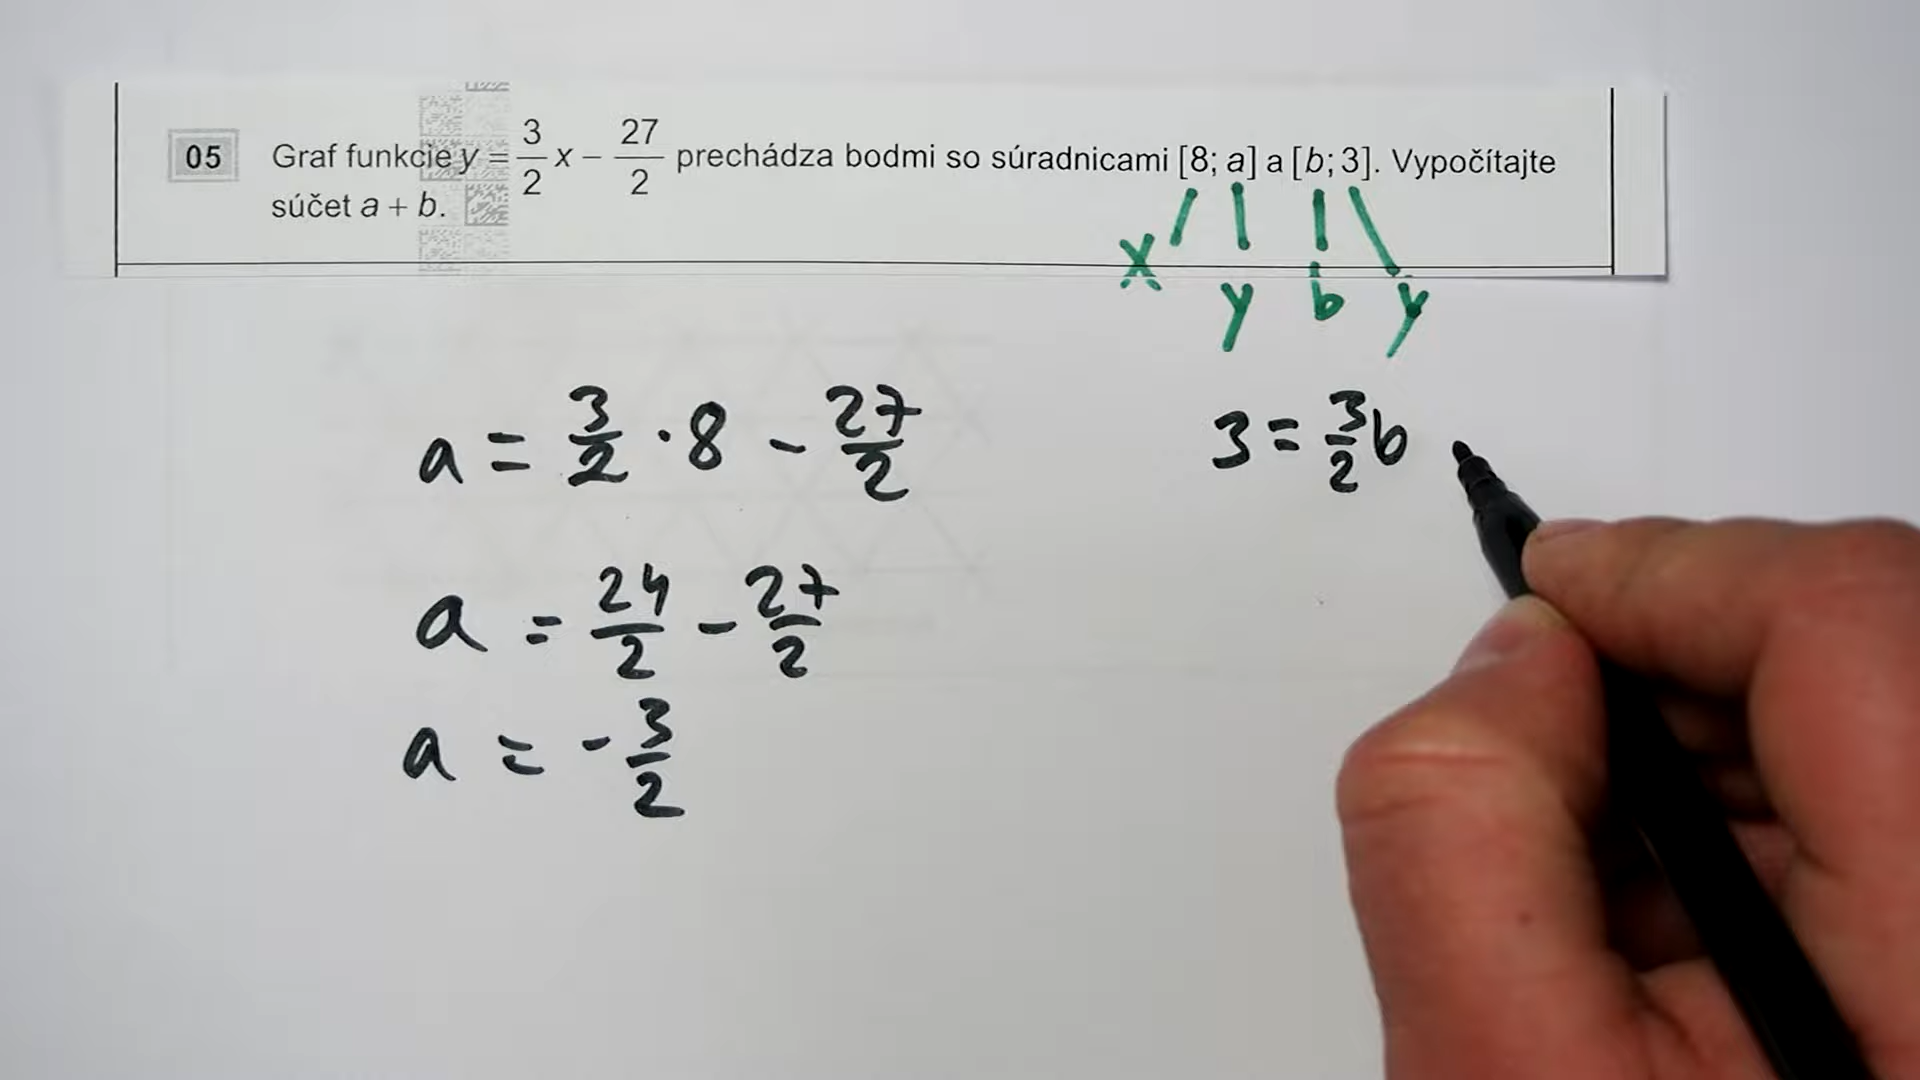 05 Graf funkcie y = 3/2 x − 27/2 prechádza bodmi so súradnicami [8; a] a [b; 3]. Vypočítajte
súčet a + b.
x y b y
a = 3/2 · 8 − 27/2
3 = 3/2 b
a = 24/2 − 27/2
a = - 3/2